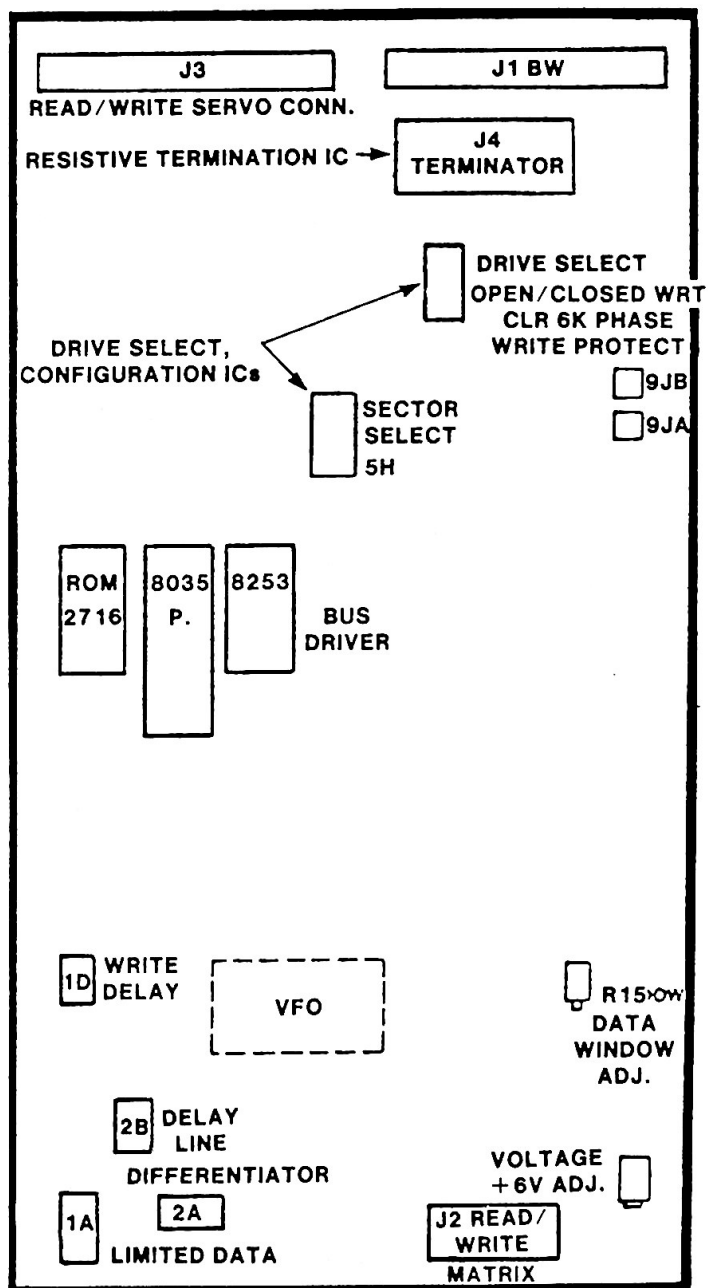 J3
J1 BW
READ/WRITE SERVO CONN.
RESISTIVE TERMINATION IC
J4
TERMINATOR
DRIVE SELECT
OPEN/CLOSED WRT
CLR 6K PHASE
WRITE PROTECT
DRIVE SELECT,
CONFIGURATION ICs
9JB
9JA
SECTOR
SELECT
5H
ROM
2716
8035
P.
8253
BUS
DRIVER
1D
WRITE
DELAY
VFO
R15
DATA
WINDOW
ADJ.
2B
DELAY
LINE
DIFFERENTIATOR
2A
1A
LIMITED DATA
VOLTAGE
+6V ADJ.
J2 READ/
WRITE
MATRIX